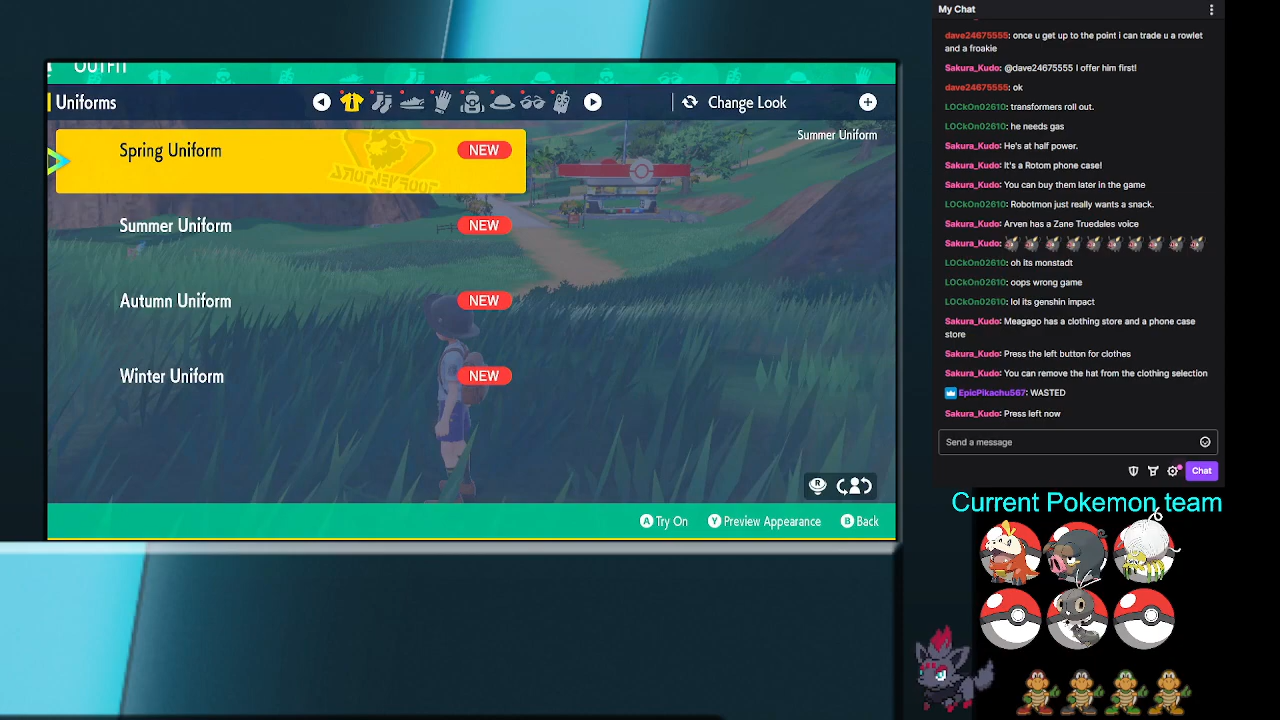 OUTFIT
Uniforms
Change Look
Summer Uniform
Spring Uniform
NEW
Summer Uniform
NEW
Autumn Uniform
NEW
Winter Uniform
NEW
R
A Try On
Y Preview Appearance
B Back
My Chat
dave24675555: once u get up to the point i can trade u a rowlet
and a froakie
Sakura_Kudo: @dave24675555 I offer him first!
dave24675555: ok
LOCkOn02610: transformers roll out.
LOCkOn02610: he needs gas
Sakura_Kudo: He's at half power.
Sakura_Kudo: It's a Rotom phone case!
Sakura_Kudo: You can buy them later in the game
LOCkOn02610: Robotmon just really wants a snack.
Sakura_Kudo: Arven has a Zane Truedales voice
Sakura_Kudo:
LOCkOn02610: oh its monstadt
LOCkOn02610: oops wrong game
LOCkOn02610: lol its genshin impact
Sakura_Kudo: Meagago has a clothing store and a phone case
store
Sakura_Kudo: Press the left button for clothes
Sakura_Kudo: You can remove the hat from the clothing selection
EpicPikachu567: WASTED
Sakura_Kudo: Press left now
Send a message
Chat
Current Pokemon team